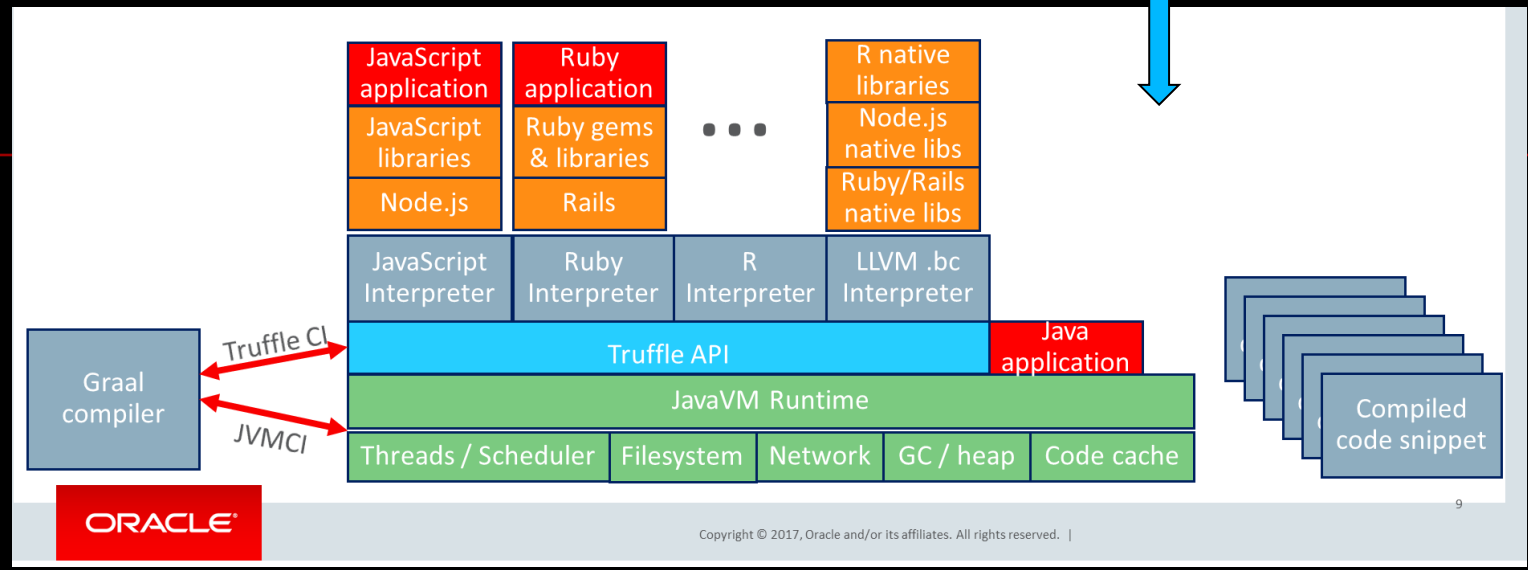 JavaScript
application
JavaScript
libraries
Node.js
Ruby
application
Ruby gems
& libraries
Rails
...
R native
libraries
Node.js
native libs
Ruby/Rails
native libs
JavaScript
Interpreter
Ruby
Interpreter
R
Interpreter
LLVM .bc
Interpreter
Truffle CI
Truffle API
Java
application
Graal
compiler
JVMCI
JavaVM Runtime
Threads / Scheduler
Filesystem
Network
GC / heap
Code cache
Compiled
code snippet
9
ORACLE®
Copyright © 2017, Oracle and/or its affiliates. All rights reserved. |